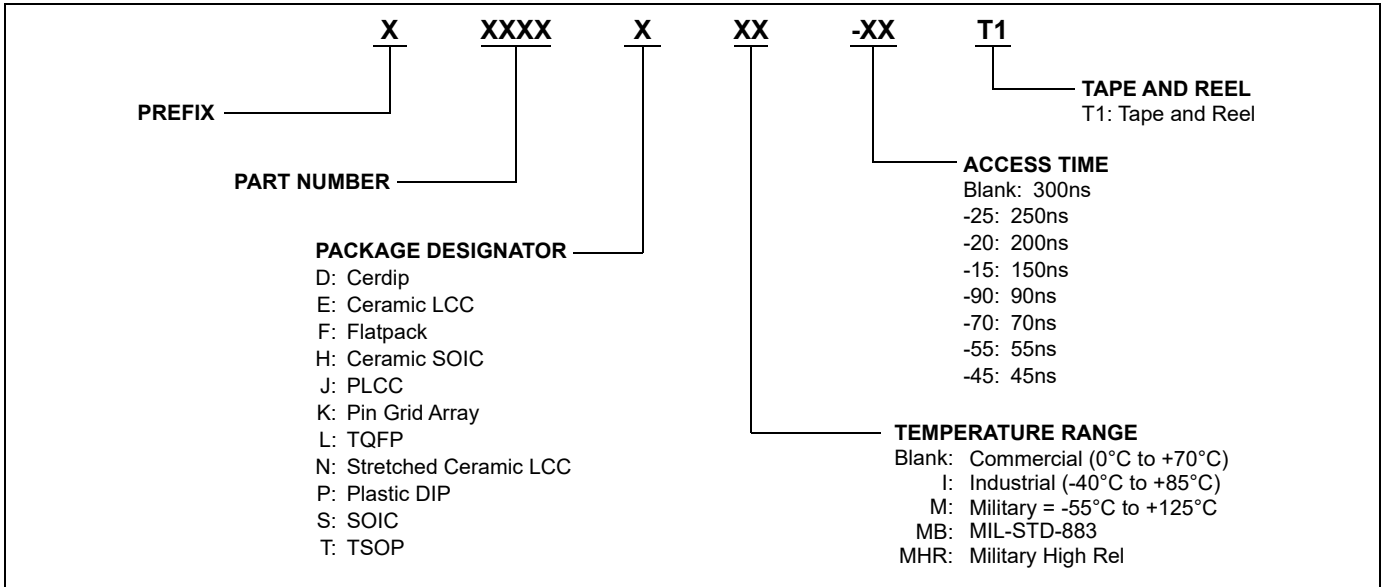 X XXXX X XX -XX T1
PREFIX
PART NUMBER
PACKAGE DESIGNATOR
D: Cerdip
E: Ceramic LCC
F: Flatpack
H: Ceramic SOIC
J: PLCC
K: Pin Grid Array
L: TQFP
N: Stretched Ceramic LCC
P: Plastic DIP
S: SOIC
T: TSOP
TAPE AND REEL
T1: Tape and Reel
ACCESS TIME
Blank: 300ns
-25: 250ns
-20: 200ns
-15: 150ns
-90: 90ns
-70: 70ns
-55: 55ns
-45: 45ns
TEMPERATURE RANGE
Blank: Commercial (0°C to +70°C)
I: Industrial (-40°C to +85°C)
M: Military = -55°C to +125°C
MB: MIL-STD-883
MHR: Military High Rel